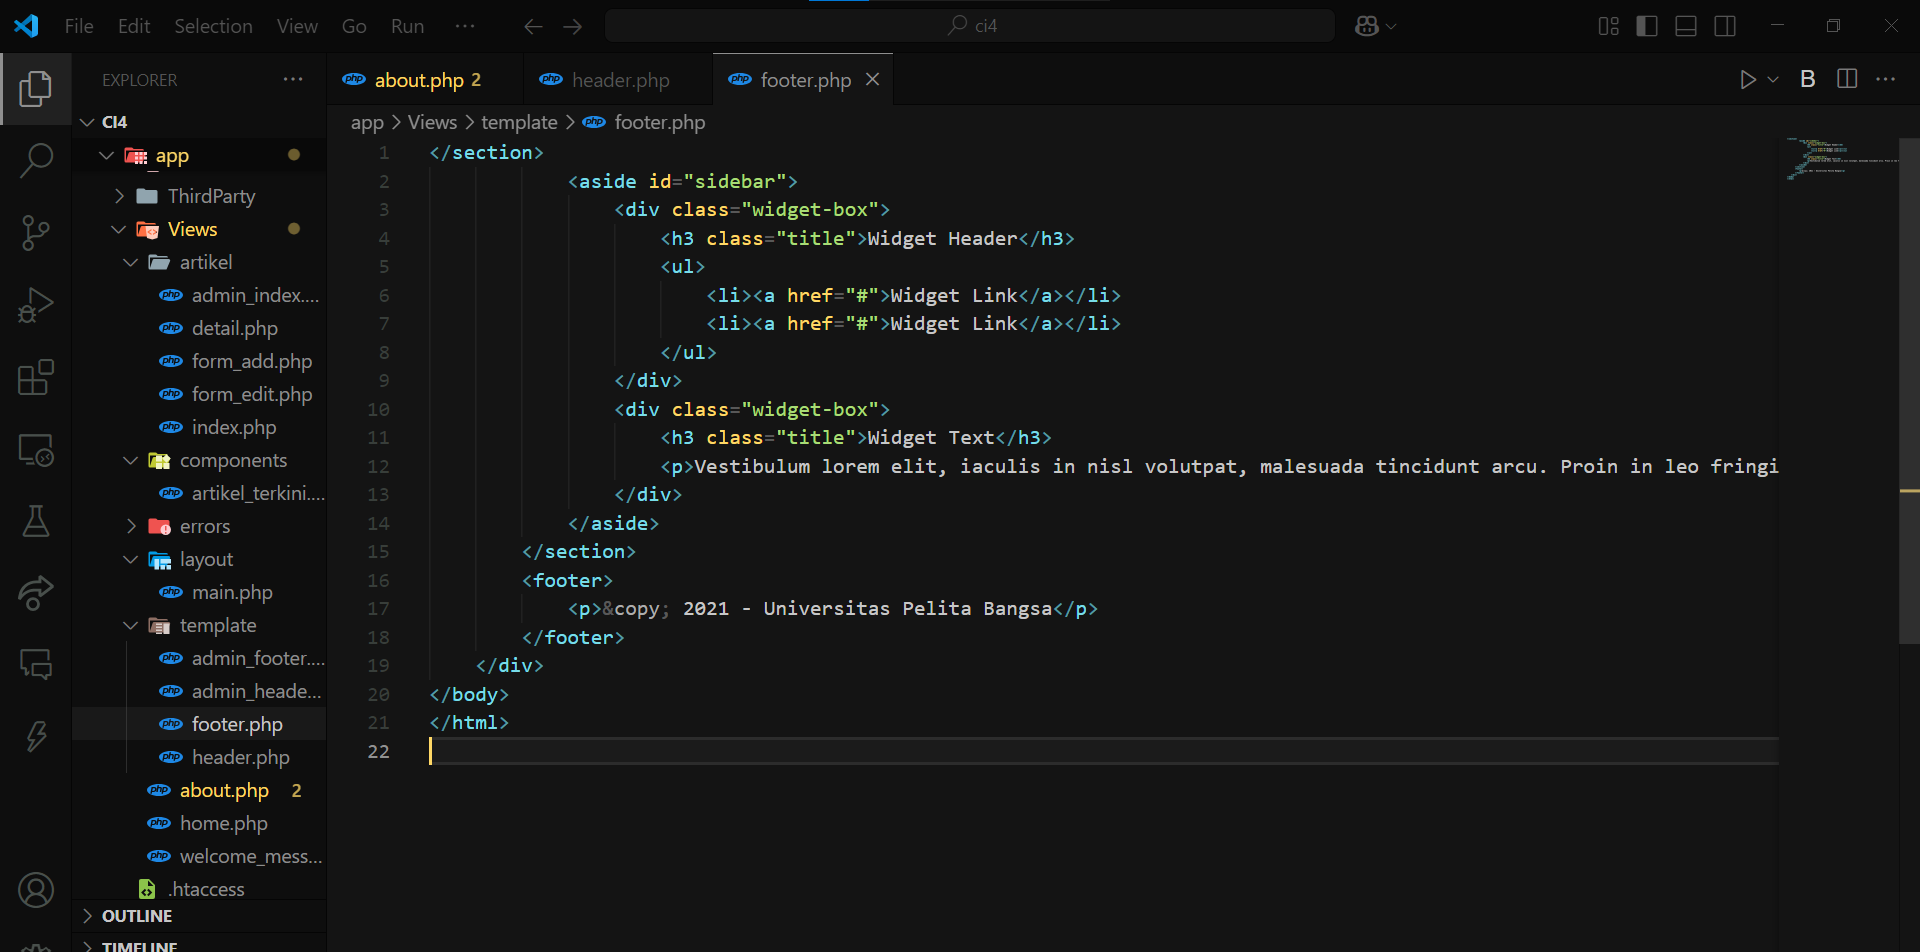 File Edit Selection View Go Run ··· ci4
EXPLORER ···
CI4
app
ThirdParty
Views
artikel
admin_index....
detail.php
form_add.php
form_edit.php
index.php
components
artikel_terkini....
errors
layout
main.php
template
admin_footer....
admin_heade...
footer.php
header.php
about.php 2
home.php
welcome_mess...
.htaccess
OUTLINE
TIMELINE
about.php 2 header.php footer.php
B
app > Views > template > footer.php
1 </section>
2 <aside id="sidebar">
3 <div class="widget-box">
4 <h3 class="title">Widget Header</h3>
5 <ul>
6 <li><a href="#">Widget Link</a></li>
7 <li><a href="#">Widget Link</a></li>
8 </ul>
9 </div>
10 <div class="widget-box">
11 <h3 class="title">Widget Text</h3>
12 <p>Vestibulum lorem elit, iaculis in nisl volutpat, malesuada tincidunt arcu. Proin in leo fringi
13 </div>
14 </aside>
15 </section>
16 <footer>
17 <p>&copy; 2021 - Universitas Pelita Bangsa</p>
18 </footer>
19 </div>
20 </body>
21 </html>
22